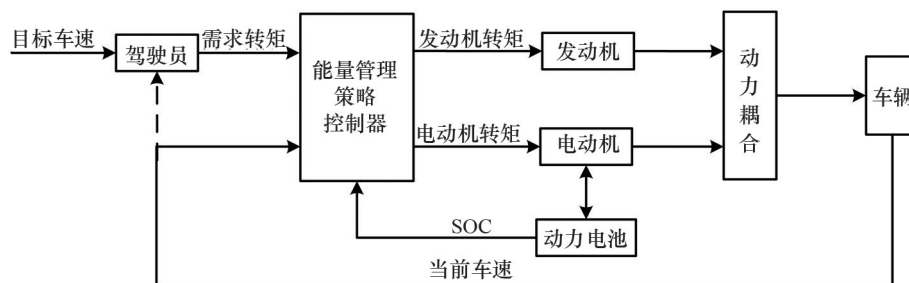 目标车速
驾驶员
需求转矩
能量管理
策略
控制器
发动机转矩
发动机
电动机转矩
电动机
动力耦合
车辆
SOC
动力电池
当前车速